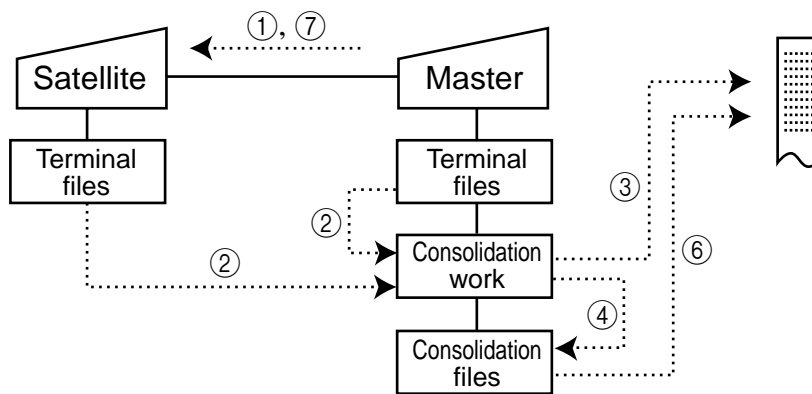 ①, ⑦
Satellite
Master
Terminal
files
Terminal
files
③
②
②
Consolidation
work
⑥
④
Consolidation
files